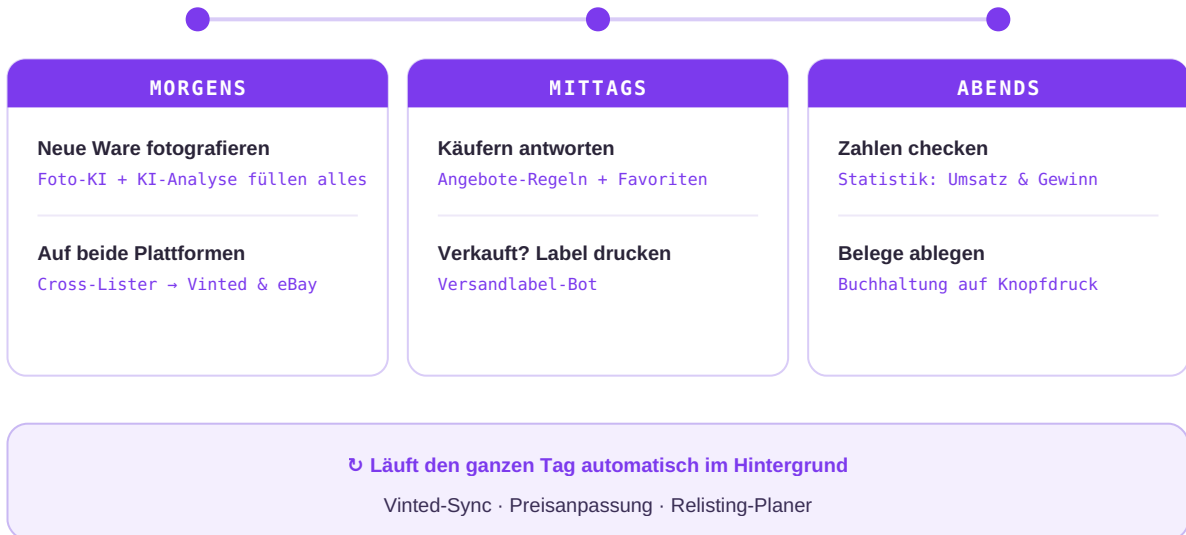 MORGENS
Neue Ware fotografieren
Foto-KI + KI-Analyse füllen alles
Auf beide Plattformen
Cross-Lister → Vinted & eBay
MITTAGS
Käufern antworten
Angebote-Regeln + Favoriten
Verkauft? Label drucken
Versandlabel-Bot
ABENDS
Zahlen checken
Statistik: Umsatz & Gewinn
Belege ablegen
Buchhaltung auf Knopfdruck
↻ Läuft den ganzen Tag automatisch im Hintergrund
Vinted-Sync · Preisanpassung · Relisting-Planer